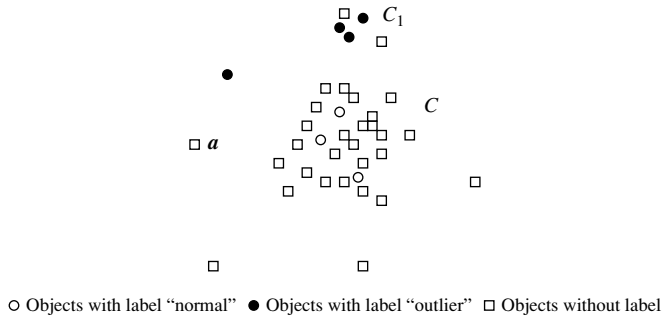 C₁
C
a
Objects with label “normal” Objects with label “outlier” Objects without label